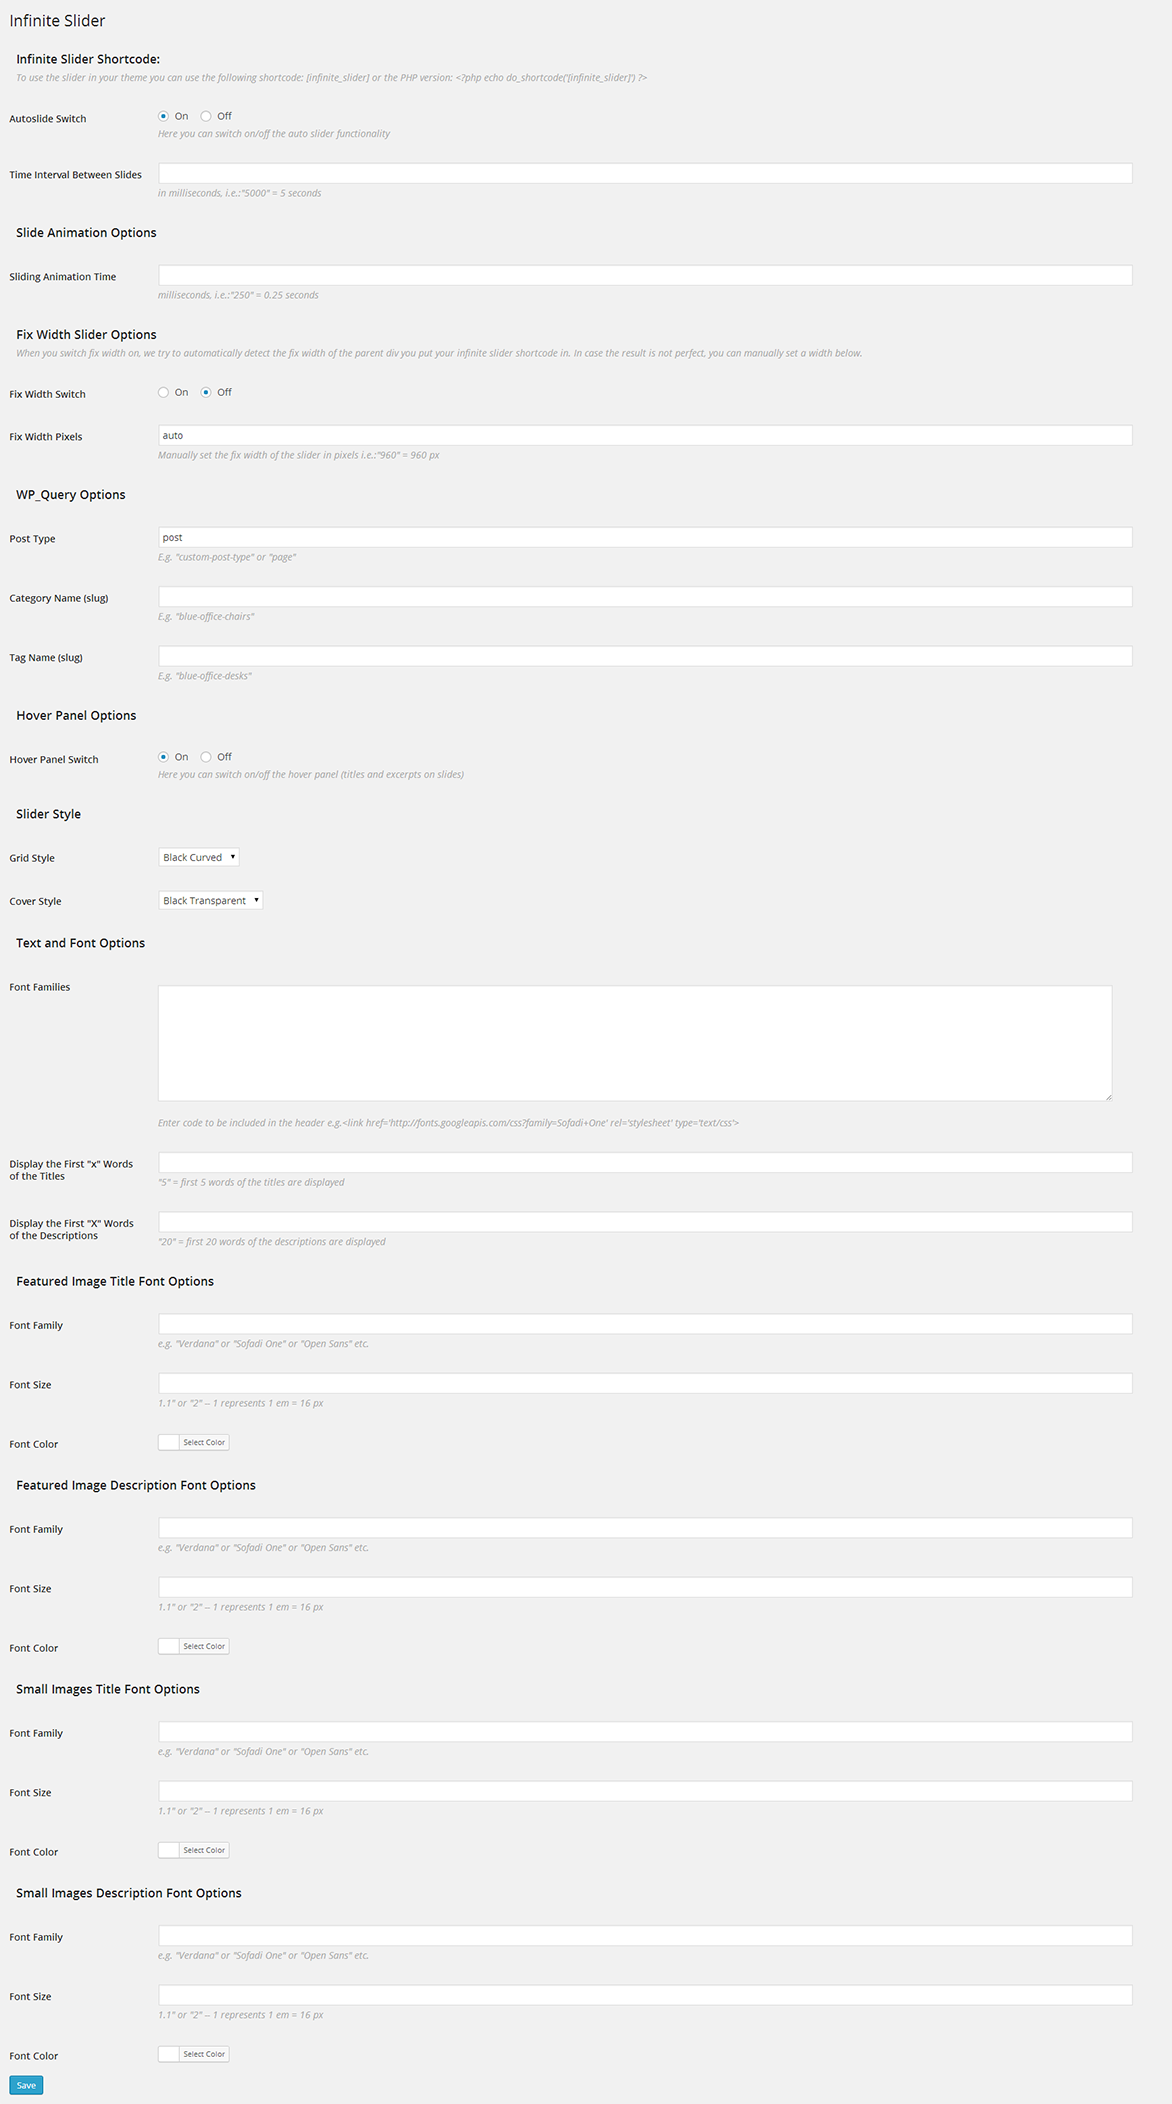 Infinite Slider
Infinite Slider Shortcode:
To use the slider in your theme you can use the following shortcode: [infinite_slider] or the PHP version: <?php echo do_shortcode('[infinite_slider]') ?>
Autoslide Switch
On Off
Here you can switch on/off the auto slider functionality
Time Interval Between Slides
in milliseconds, i.e.:"5000" = 5 seconds
Slide Animation Options
Sliding Animation Time
milliseconds, i.e.:"250" = 0.25 seconds
Fix Width Slider Options
When you switch fix width on, we try to automatically detect the fix width of the parent div you put your infinite slider shortcode in. In case the result is not perfect, you can manually set a width below.
Fix Width Switch
On Off
Fix Width Pixels
auto
Manually set the fix width of the slider in pixels i.e.:"960" = 960 px
WP_Query Options
Post Type
post
E.g. "custom-post-type" or "page"
Category Name (slug)
E.g. "blue-office-chairs"
Tag Name (slug)
E.g. "blue-office-desks"
Hover Panel Options
Hover Panel Switch
On Off
Here you can switch on/off the hover panel (titles and excerpts on slides)
Slider Style
Grid Style
Black Curved
Cover Style
Black Transparent
Text and Font Options
Font Families
Enter code to be included in the header e.g.<link href='http://fonts.googleapis.com/css?family=Sofadi+One' rel='stylesheet' type='text/css'>
Display the First "x" Words
of the Titles
"5" = first 5 words of the titles are displayed
Display the First "X" Words
of the Descriptions
"20" = first 20 words of the descriptions are displayed
Featured Image Title Font Options
Font Family
e.g. "Verdana" or "Sofadi One" or "Open Sans" etc.
Font Size
1.1" or "2" -- 1 represents 1 em = 16 px
Font Color
Select Color
Featured Image Description Font Options
Font Family
e.g. "Verdana" or "Sofadi One" or "Open Sans" etc.
Font Size
1.1" or "2" -- 1 represents 1 em = 16 px
Font Color
Select Color
Small Images Title Font Options
Font Family
e.g. "Verdana" or "Sofadi One" or "Open Sans" etc.
Font Size
1.1" or "2" -- 1 represents 1 em = 16 px
Font Color
Select Color
Small Images Description Font Options
Font Family
e.g. "Verdana" or "Sofadi One" or "Open Sans" etc.
Font Size
1.1" or "2" -- 1 represents 1 em = 16 px
Font Color
Select Color
Save